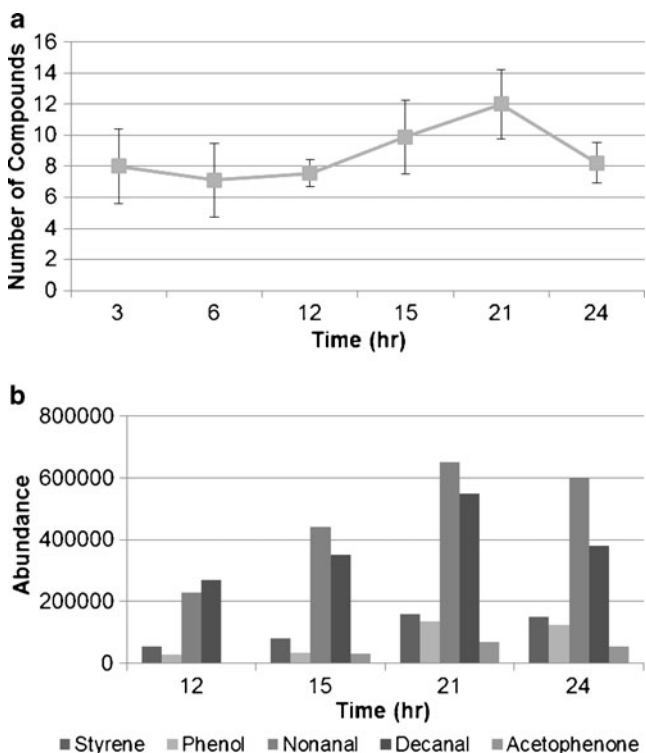 a
Number of Compounds
16
14
12
10
8
6
4
2
0
3 6 12 15 21 24
Time (hr)
b
Abundance
800000
600000
400000
200000
0
12 15 21 24
Time (hr)
Styrene Phenol Nonanal Decanal Acetophenone